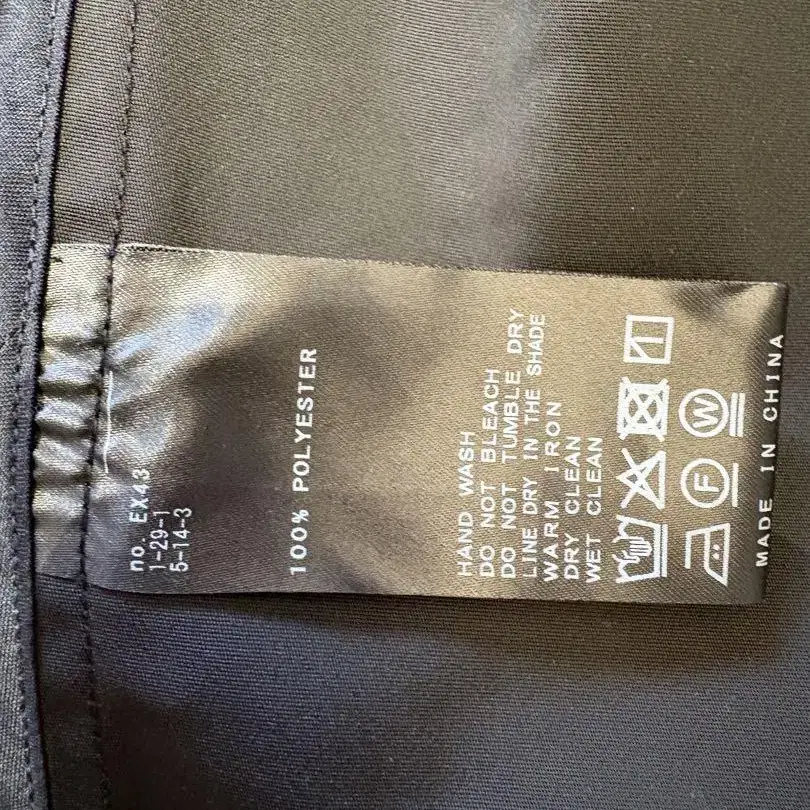 no. EX43
1-29-1
5-14-3
100% POLYESTER
HAND WASH
DO NOT BLEACH
DO NOT TUMBLE DRY
LINE DRY IN THE SHADE
WARM IRON
DRY CLEAN
WET CLEAN
F
W
MADE IN CHINA